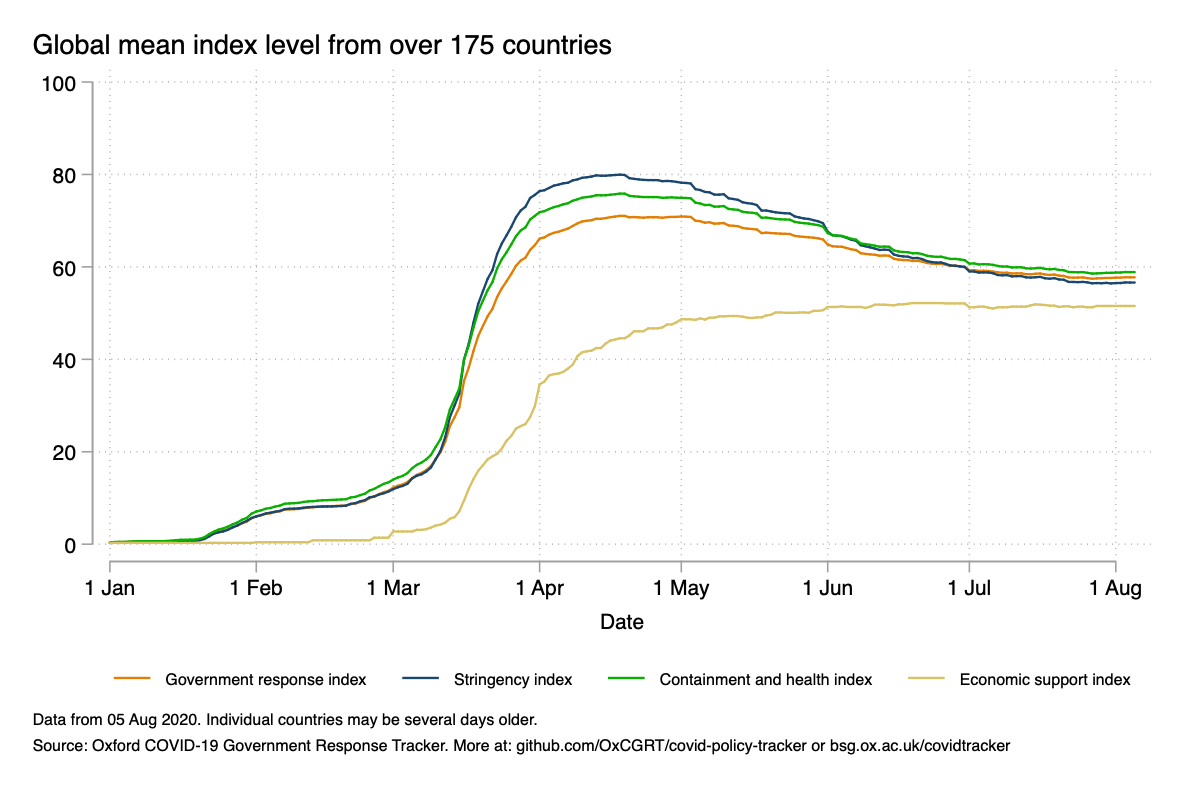 Global mean index level from over 175 countries
100
80
60
40
20
0
1 Jan 1 Feb 1 Mar 1 Apr 1 May 1 Jun 1 Jul 1 Aug
Date
Government response index Stringency index Containment and health index Economic support index
Data from 05 Aug 2020. Individual countries may be several days older.
Source: Oxford COVID-19 Government Response Tracker. More at: github.com/OxCGRT/covid-policy-tracker or bsg.ox.ac.uk/covidtracker